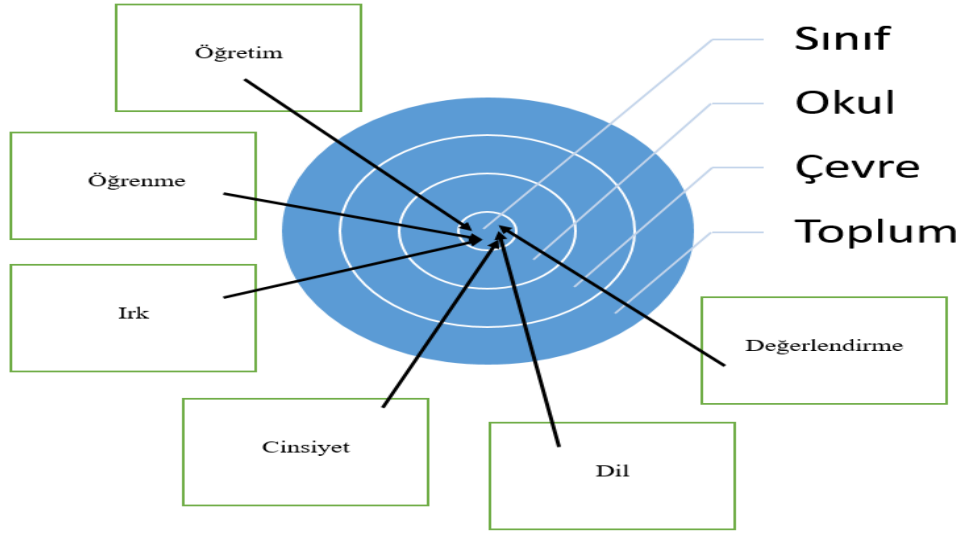 Öğretim
Sınıf
Okul
Çevre
Toplum
Öğrenme
Irk
Değerlendirme
Cinsiyet
Dil